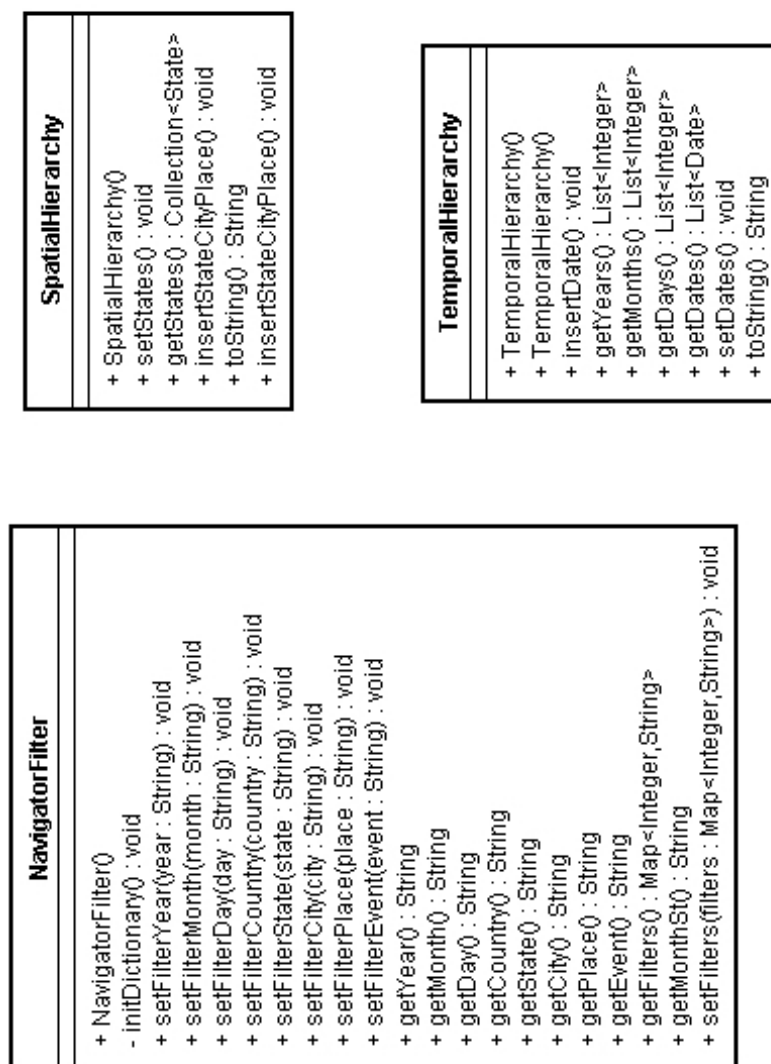 NavigatorFilter
+ NavigatorFilter()
- initDictionary() : void
+ setFilterYear(year : String) : void
+ setFilterMonth(month : String) : void
+ setFilterDay(day : String) : void
+ setFilterCountry(country : String) : void
+ setFilterState(state : String) : void
+ setFilterCity(city : String) : void
+ setFilterPlace(place : String) : void
+ setFilterEvent(event : String) : void
+ getYear() : String
+ getMonth() : String
+ getDay() : String
+ getCountry() : String
+ getState() : String
+ getCity() : String
+ getPlace() : String
+ getEvent() : String
+ getFilters() : Map<Integer,String>
+ getMonthSt() : String
+ setFilters(filters : Map<Integer,String>) : void
SpatialHierarchy
+ SpatialHierarchy()
+ setStates() : void
+ getStates() : Collection<State>
+ insertStateCityPlace() : void
+ toString() : String
+ insertStateCityPlace() : void
TemporalHierarchy
+ TemporalHierarchy()
+ TemporalHierarchy()
+ insertDate() : void
+ getYears() : List<Integer>
+ getMonths() : List<Integer>
+ getDays() : List<Integer>
+ getDates() : List<Date>
+ setDates() : void
+ toString() : String